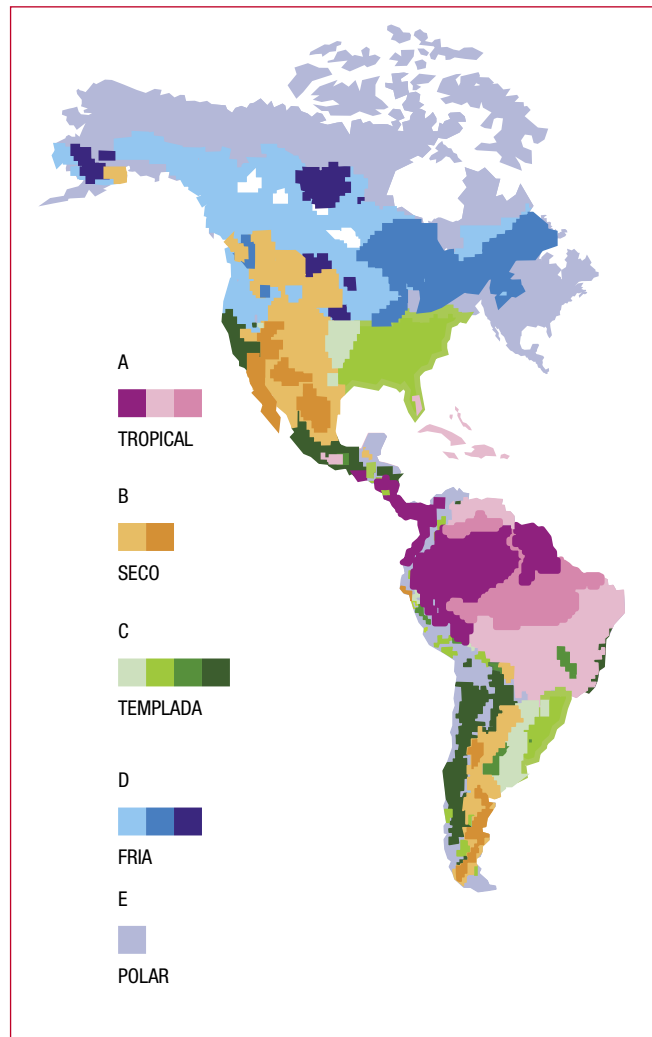 A
TROPICAL
B
SECO
C
TEMPLADA
D
FRIA
E
POLAR